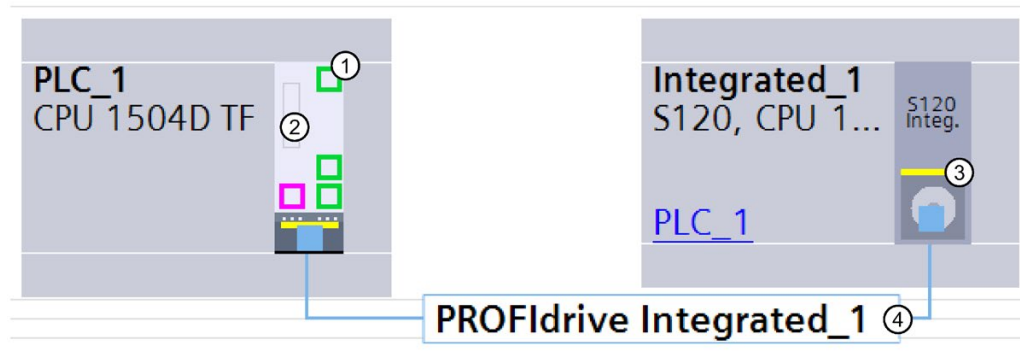 PLC_1
CPU 1504D TF
1
2
Integrated_1
S120, CPU 1...
S120
Integ.
3
PLC_1
PROFIdrive Integrated_1 4